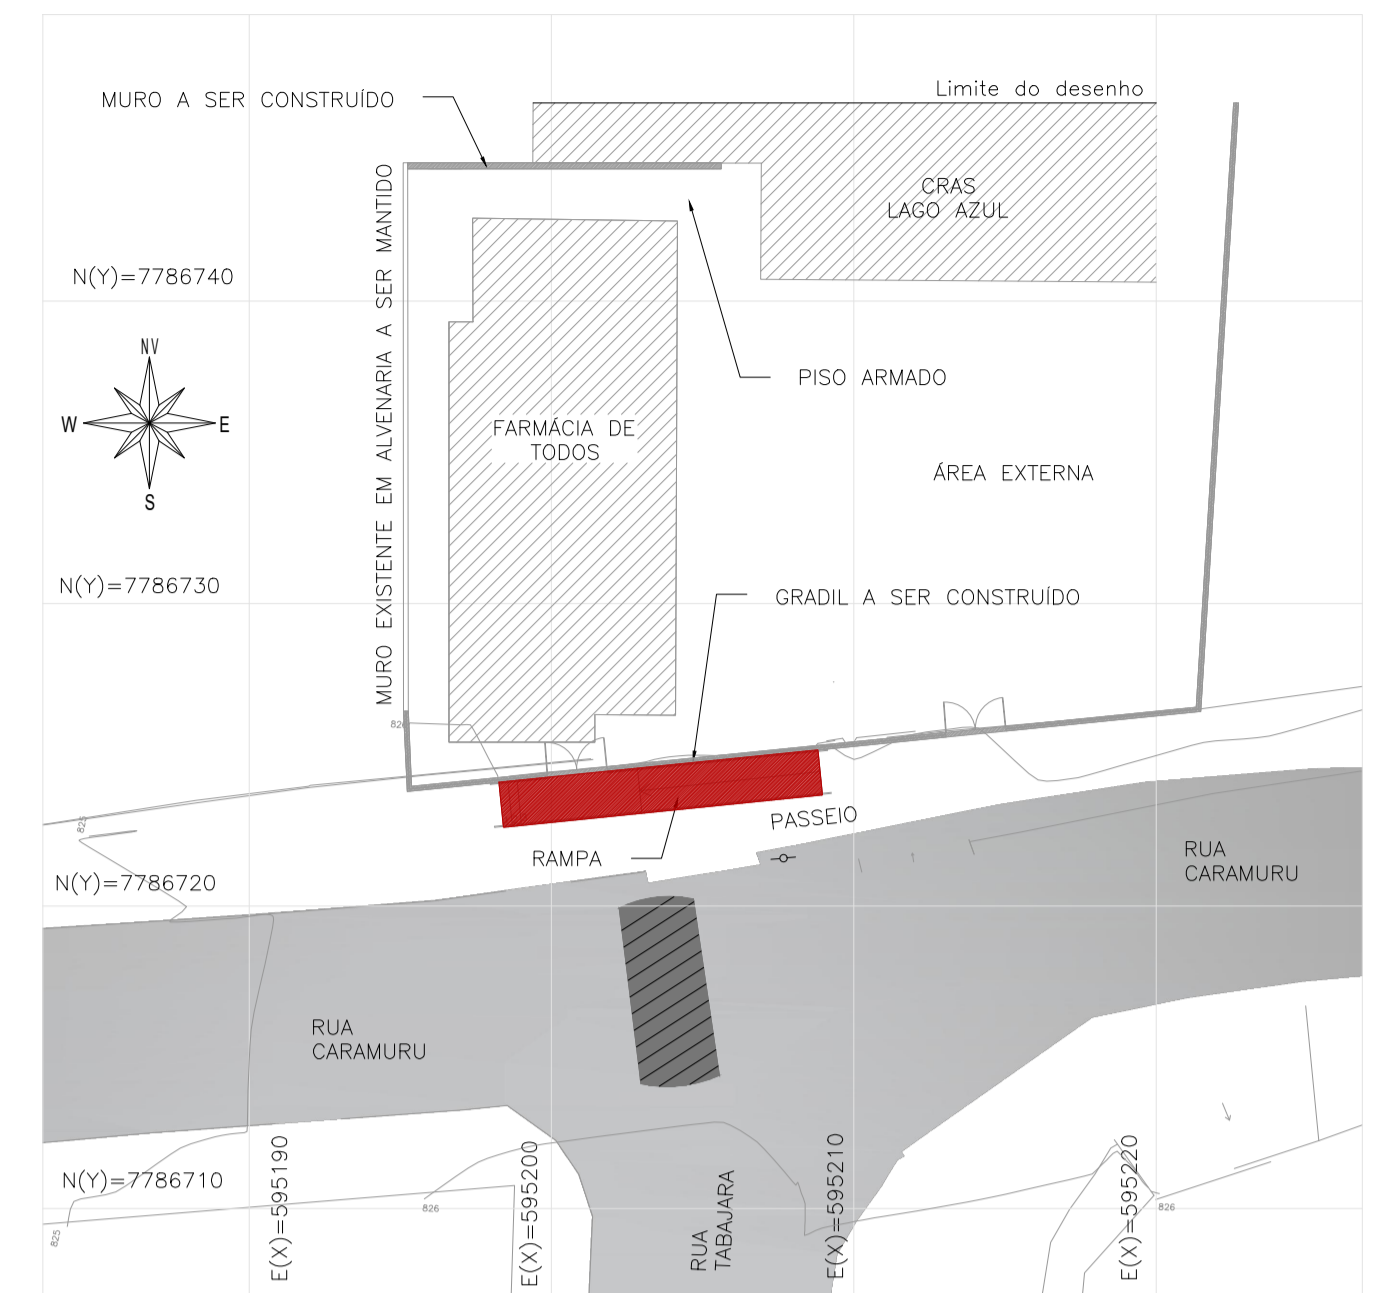 Limite do desenho
MURO A SER CONSTRUÍDO
CRAS
LAGO AZUL
MURO EXISTENTE EM ALVENARIA A SER MANTIDO
N(Y)=7786740
NV
W
E
S
PISO ARMADO
FARMÁCIA DE
TODOS
ÁREA EXTERNA
N(Y)=7786730
GRADIL A SER CONSTRUÍDO
826
825
PASSEIO
RAMPA
RUA
CARAMURU
N(Y)=7786720
RUA
CARAMURU
N(Y)=7786710
E(X)=595190
E(X)=595200
E(X)=595210
E(X)=595220
RUA
TABAJARA
825
826
826